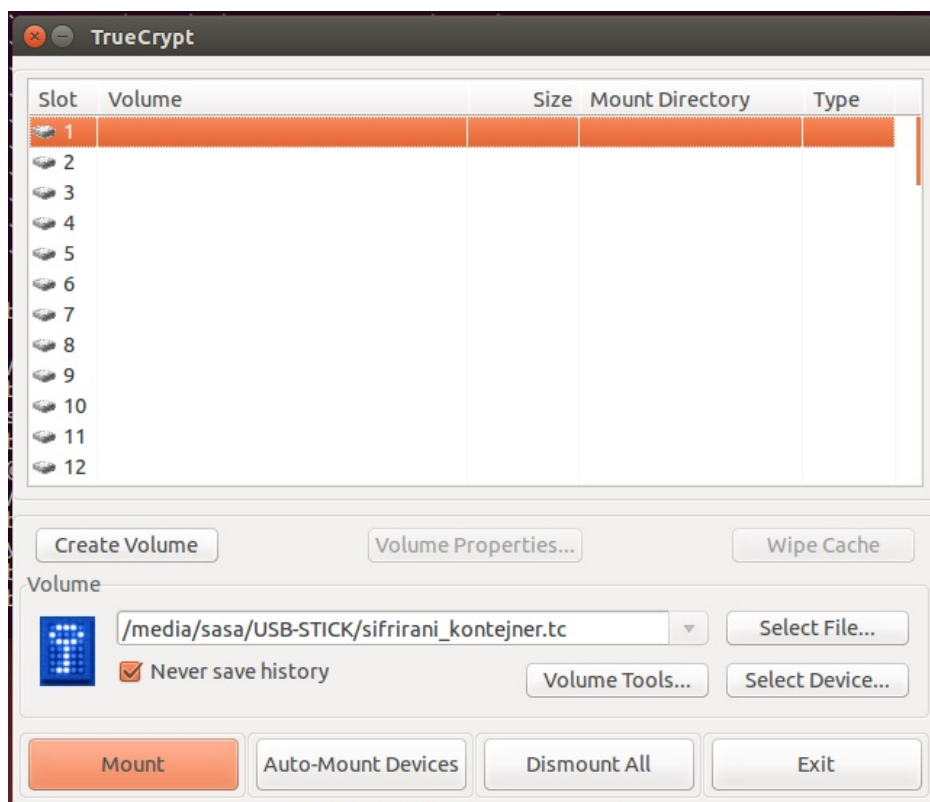 TrueCrypt
Slot Volume Size Mount Directory Type
1
2
3
4
5
6
7
8
9
10
11
12
Create Volume Volume Properties... Wipe Cache
Volume
/media/sasa/USB-STICK/sifrirani_kontejner.tc Select File...
Never save history Volume Tools... Select Device...
Mount Auto-Mount Devices Dismount All Exit